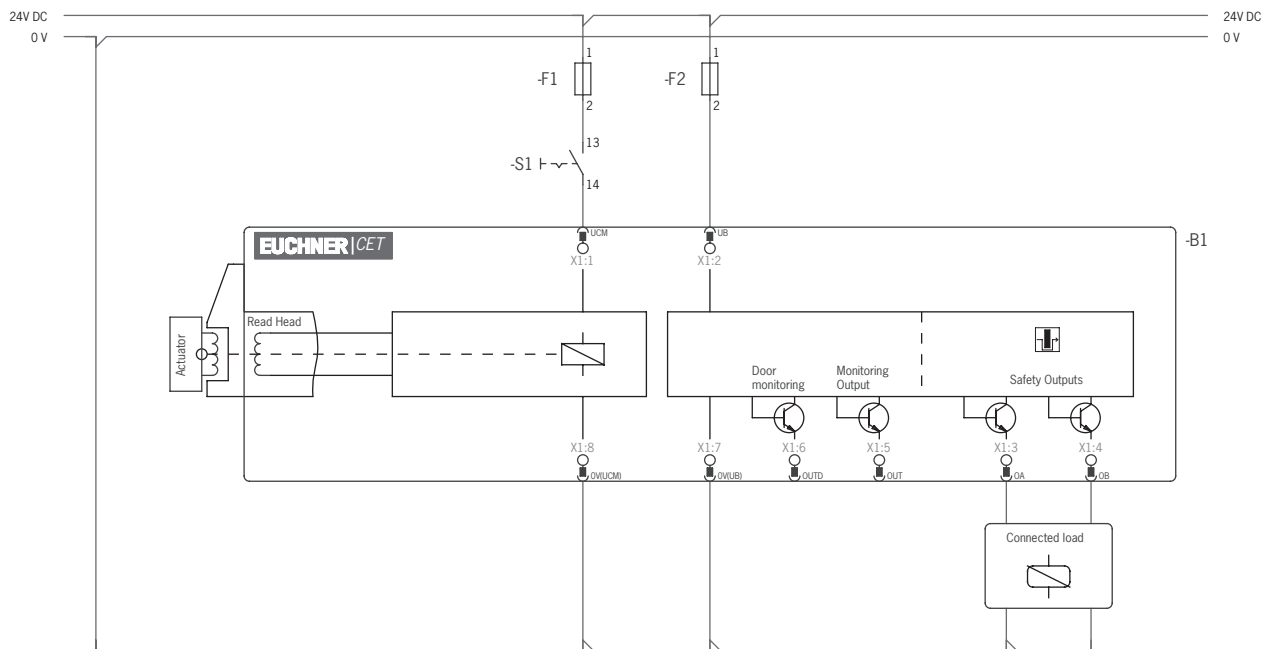 24V DC
24V DC
0 V
0 V
1
1
-F1
-F2
2
2
13
-S1
14
UCM
UB
EUCHNER CET
-B1
X1:1
X1:2
Read Head
Actuator
Door
monitoring
Monitoring
Output
Safety Outputs
X1:8
X1:7
X1:6
X1:5
X1:3
X1:4
0V(UCM)
0V(UB)
OUTD
OUT
OA
OB
Connected load